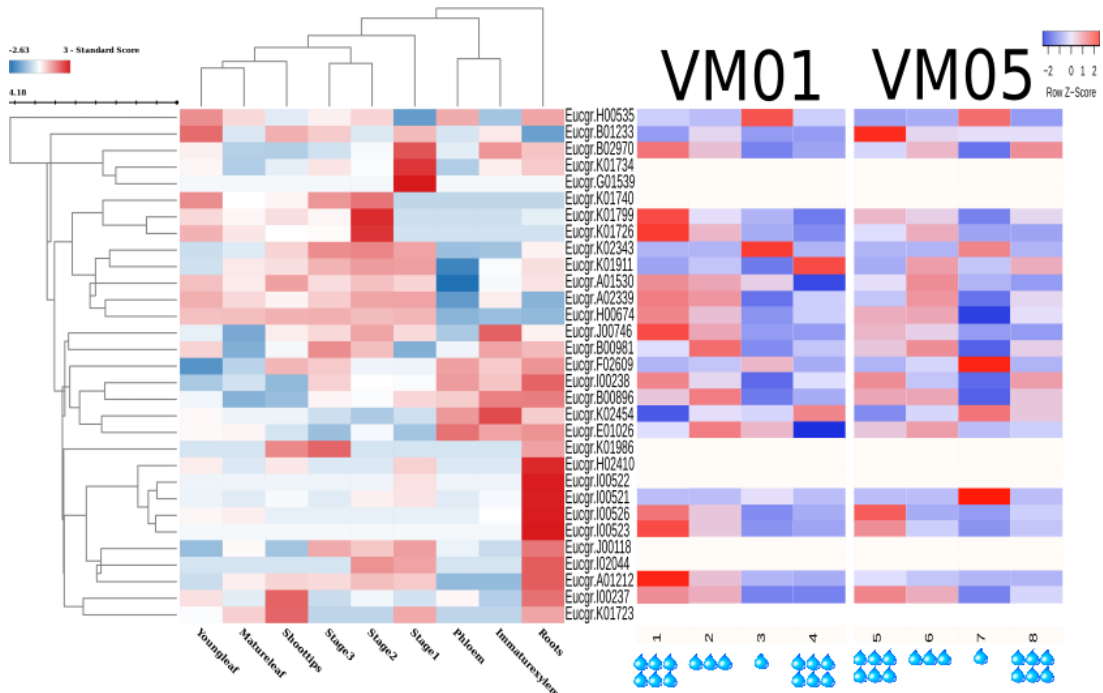 -2.63 3 - Standard Score
4.18
VM01 VM05
-2 0 1 2
Row Z-Score
Eucgr.H00535
Eucgr.B01233
Eucgr.B02970
Eucgr.K01734
Eucgr.G01539
Eucgr.K01740
Eucgr.K01799
Eucgr.K01726
Eucgr.K02343
Eucgr.K01911
Eucgr.A01530
Eucgr.A02339
Eucgr.H00674
Eucgr.J00746
Eucgr.B00981
Eucgr.F02609
Eucgr.I00238
Eucgr.B00896
Eucgr.K02454
Eucgr.E01026
Eucgr.K01986
Eucgr.H02410
Eucgr.I00522
Eucgr.I00521
Eucgr.I00526
Eucgr.I00523
Eucgr.J00118
Eucgr.I02044
Eucgr.A01212
Eucgr.I00237
Eucgr.K01723
Youngleaf Matureleaf Shoottips Stage3 Stage2 Stage1 Phloem Immaturexylem Roots
1 2 3 4 5 6 7 8